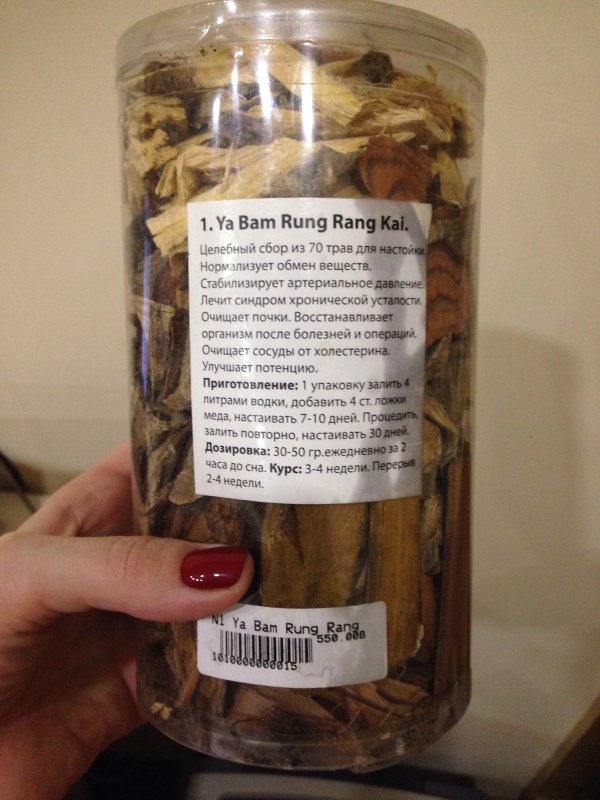 1. Ya Bam Rung Rang Kai.
Целебный сбор из 70 трав для настойки.
Нормализует обмен веществ.
Стабилизирует артериальное давление.
Лечит синдром хронической усталости.
Очищает почки. Восстанавливает
организм после болезней и операций.
Очищает сосуды от холестерина.
Улучшает потенцию.
Приготовление: 1 упаковку залить 4
литрами водки, добавить 4 ст. ложки
меда, настаивать 7-10 дней. Процедить,
залить повторно, настаивать 30 дней.
Дозировка: 30-50 гр.ежедневно за 2
часа до сна. Курс: 3-4 недели. Перерыв
2-4 недели.
N1 Ya Bam Rung Rang
550.00B
1010000000015